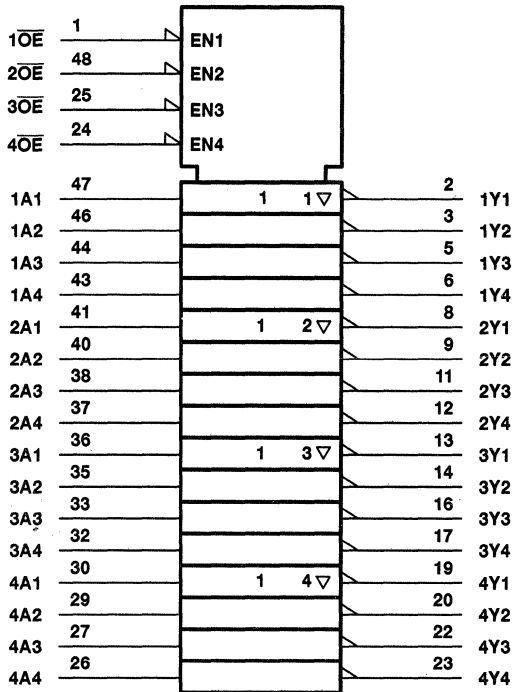 1O̅E̅ 1 EN1
2O̅E̅ 48 EN2
3O̅E̅ 25 EN3
4O̅E̅ 24 EN4
1A1 47 1 1 ▽ 2 1Y1
1A2 46 3 1Y2
1A3 44 5 1Y3
1A4 43 6 1Y4
2A1 41 1 2 ▽ 8 2Y1
2A2 40 9 2Y2
2A3 38 11 2Y3
2A4 37 12 2Y4
3A1 36 1 3 ▽ 13 3Y1
3A2 35 14 3Y2
3A3 33 16 3Y3
3A4 32 17 3Y4
4A1 30 1 4 ▽ 19 4Y1
4A2 29 20 4Y2
4A3 27 22 4Y3
4A4 26 23 4Y4